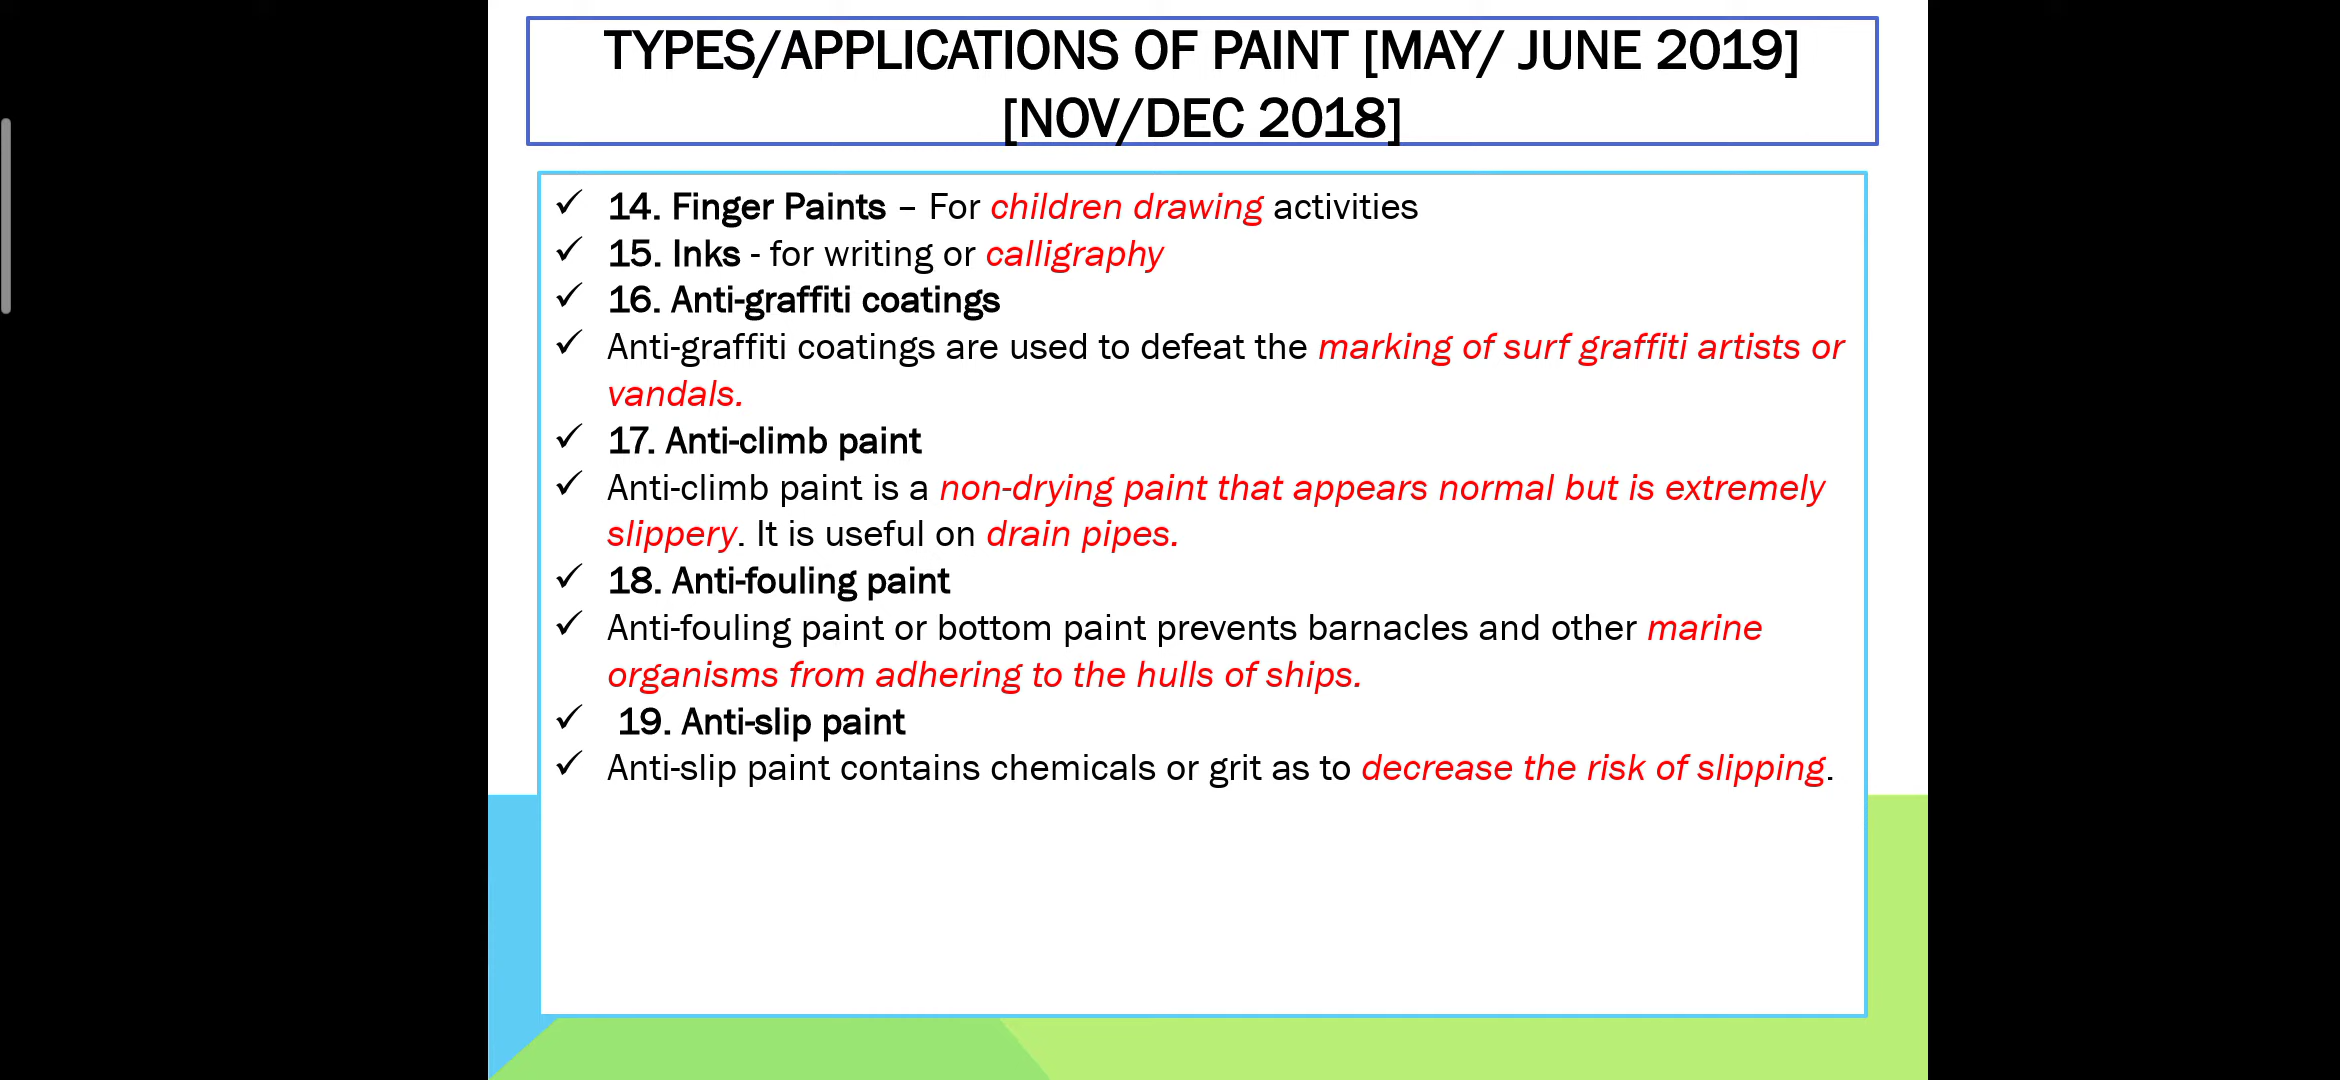 TYPES/APPLICATIONS OF PAINT [MAY/ JUNE 2019]
[NOV/DEC 2018]
✓ 14. Finger Paints – For children drawing activities
✓ 15. Inks - for writing or calligraphy
✓ 16. Anti-graffiti coatings
✓ Anti-graffiti coatings are used to defeat the marking of surf graffiti artists or
vandals.
✓ 17. Anti-climb paint
✓ Anti-climb paint is a non-drying paint that appears normal but is extremely
slippery. It is useful on drain pipes.
✓ 18. Anti-fouling paint
✓ Anti-fouling paint or bottom paint prevents barnacles and other marine
organisms from adhering to the hulls of ships.
✓ 19. Anti-slip paint
✓ Anti-slip paint contains chemicals or grit as to decrease the risk of slipping.